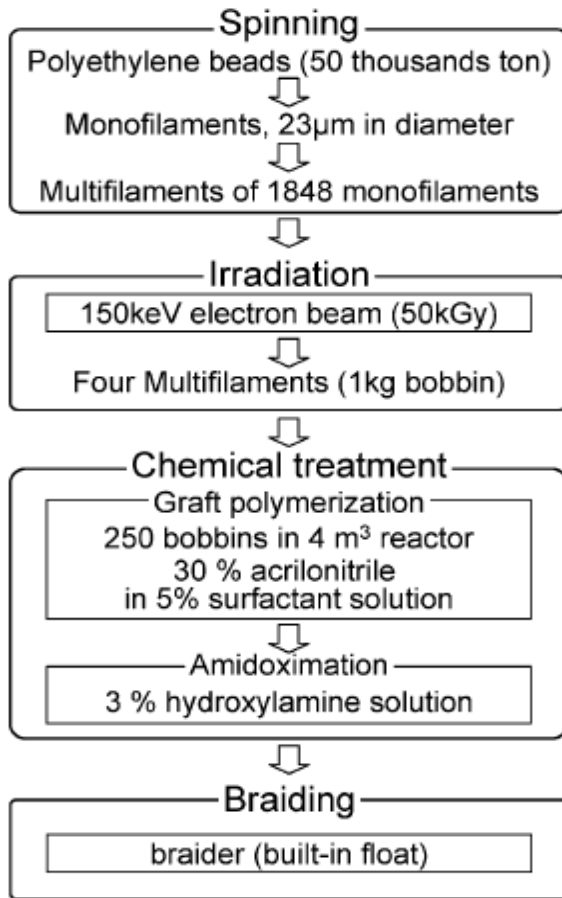 Spinning
Polyethylene beads (50 thousands ton)
Monofilaments, 23μm in diameter
Multifilaments of 1848 monofilaments
Irradiation
150keV electron beam (50kGy)
Four Multifilaments (1kg bobbin)
Chemical treatment
Graft polymerization
250 bobbins in 4 m³ reactor
30 % acrilonitrile
in 5% surfactant solution
Amidoximation
3 % hydroxylamine solution
Braiding
braider (built-in float)